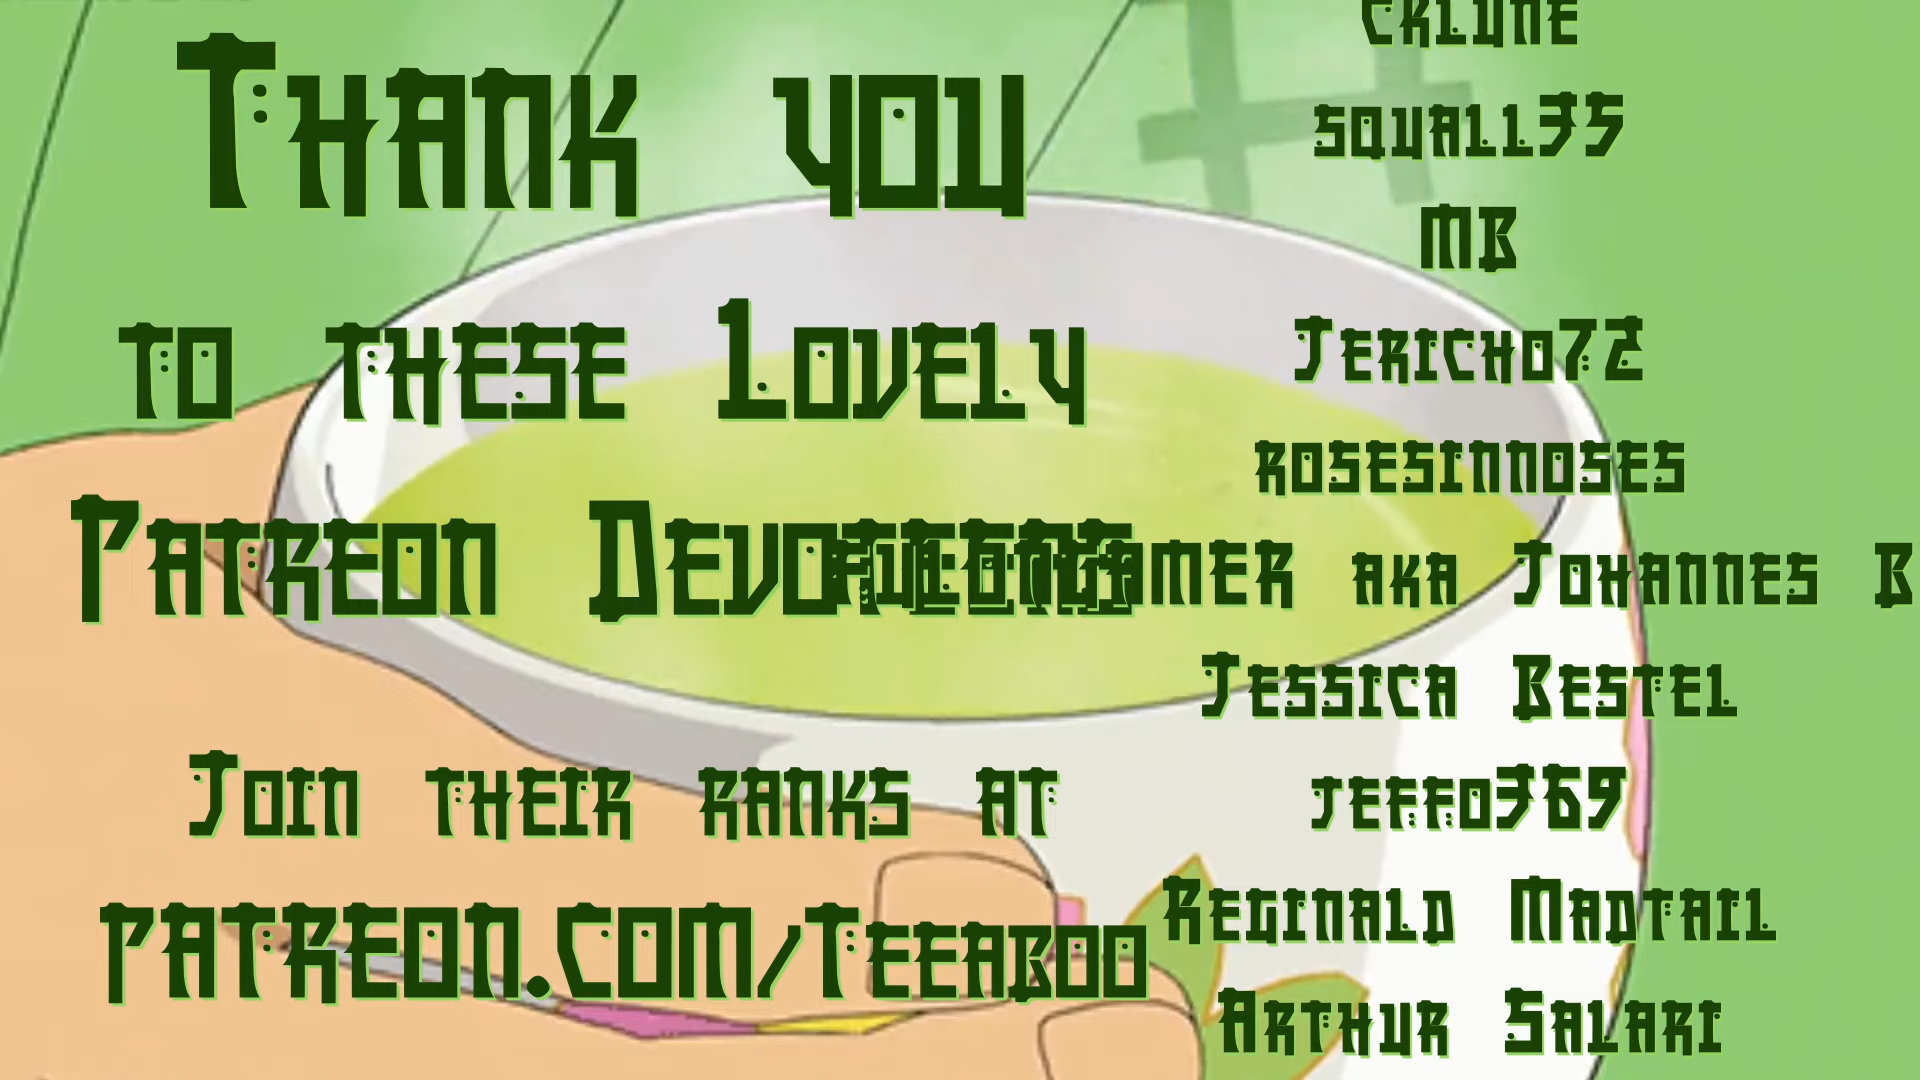 Thank you
to these Lovely
Patreon Devotees
Join their ranks at
patreon.com/Teeaboo
squall35
MB
Jericho72
rosesinnoses
aka Johannes B
Jessica Bestel
jeffo369
Reginald Madtail
Arthur Salari